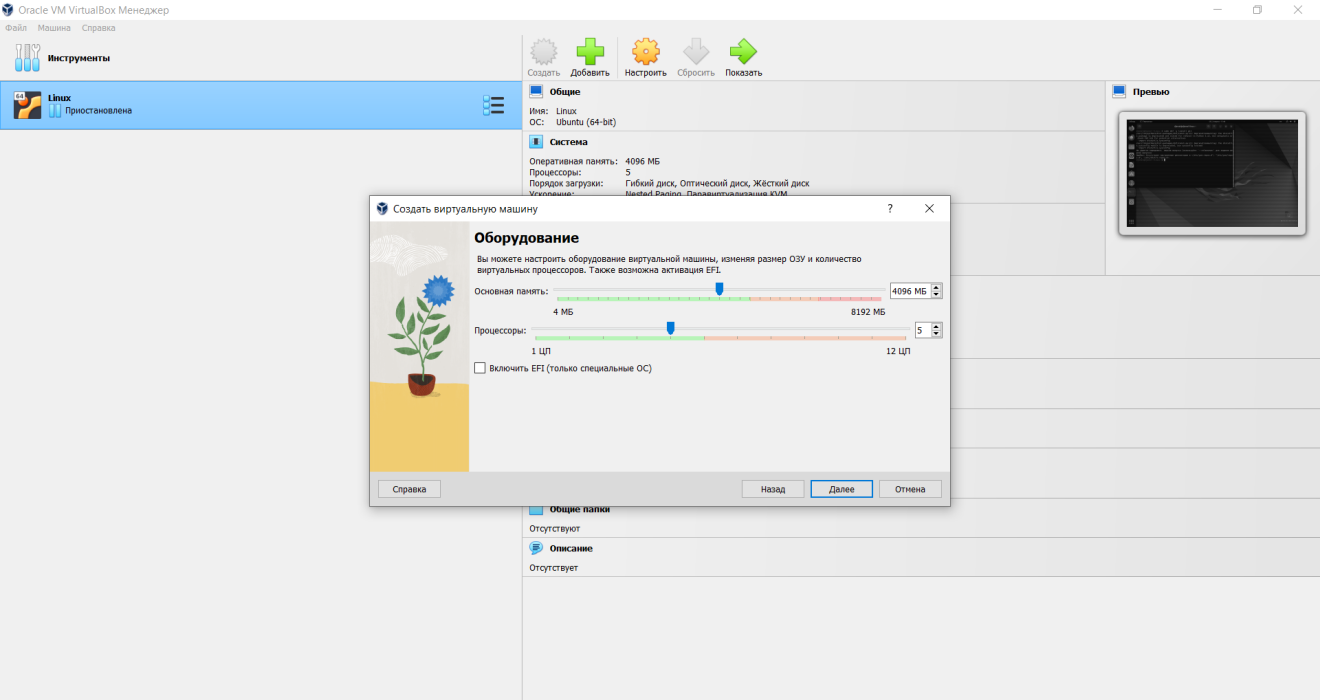 Oracle VM VirtualBox Менеджер
Файл Машина Справка
Инструменты
Создать Добавить Настроить Сбросить Показать
64
Linux
Приостановлена
Общие
Имя: Linux
ОС: Ubuntu (64-bit)
Превью
Система
Оперативная память: 4096 МБ
Процессоры: 5
Порядок загрузки: Гибкий диск, Оптический диск, Жёсткий диск
Ускорение: Nested Paging, Паравиртуализация KVM
Создать виртуальную машину
?
Оборудование
Вы можете настроить оборудование виртуальной машины, изменяя размер ОЗУ и количество
виртуальных процессоров. Также возможна активация EFI.
Основная память: 4096 МБ
4 МБ 8192 МБ
Процессоры: 5
1 ЦП 12 ЦП
Включить EFI (только специальные ОС)
Справка Назад Далее Отмена
Общие папки
Отсутствуют
Описание
Отсутствует